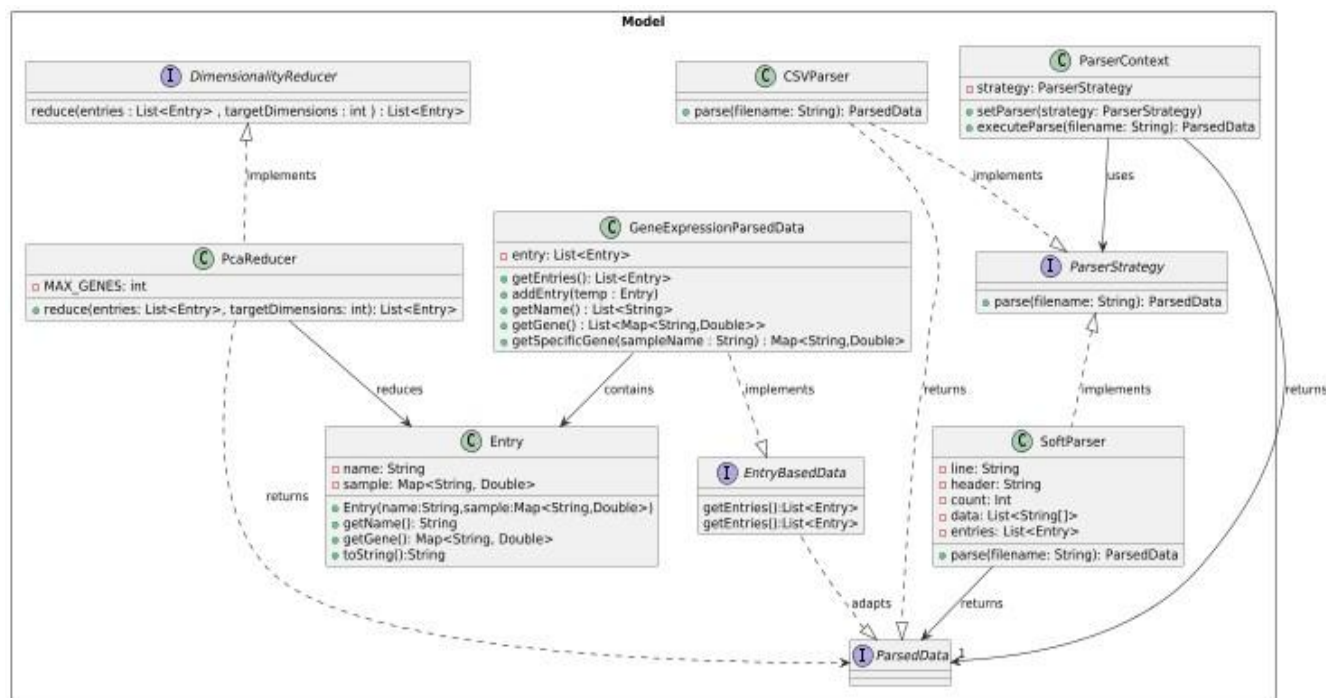 Model
I DimensionalityReducer
reduce(entries : List<Entry> , targetDimensions : int ) : List<Entry>
C CSVParser
parse(filename: String): ParsedData
C ParserContext
strategy: ParserStrategy
setParser(strategy: ParserStrategy)
executeParse(filename: String): ParsedData
implements
implements
uses
C PcaReducer
MAX_GENES: int
reduce(entries: List<Entry>, targetDimensions: int): List<Entry>
C GeneExpressionParsedData
entry: List<Entry>
getEntries(): List<Entry>
addEntry(temp : Entry)
getName() : List<String>
getGene() : List<Map<String,Double>>
getSpecificGene(sampleName : String) : Map<String,Double>
I ParserStrategy
parse(filename: String): ParsedData
reduces
contains
implements
returns
implements
returns
C Entry
name: String
sample: Map<String, Double>
Entry(name:String,sample:Map<String,Double>)
getName(): String
getGene(): Map<String, Double>
toString():String
I EntryBasedData
getEntries():List<Entry>
getEntries():List<Entry>
C SoftParser
line: String
header: String
count: Int
data: List<String[]>
entries: List<Entry>
parse(filename: String): ParsedData
returns
adapts
returns
I ParsedData
1